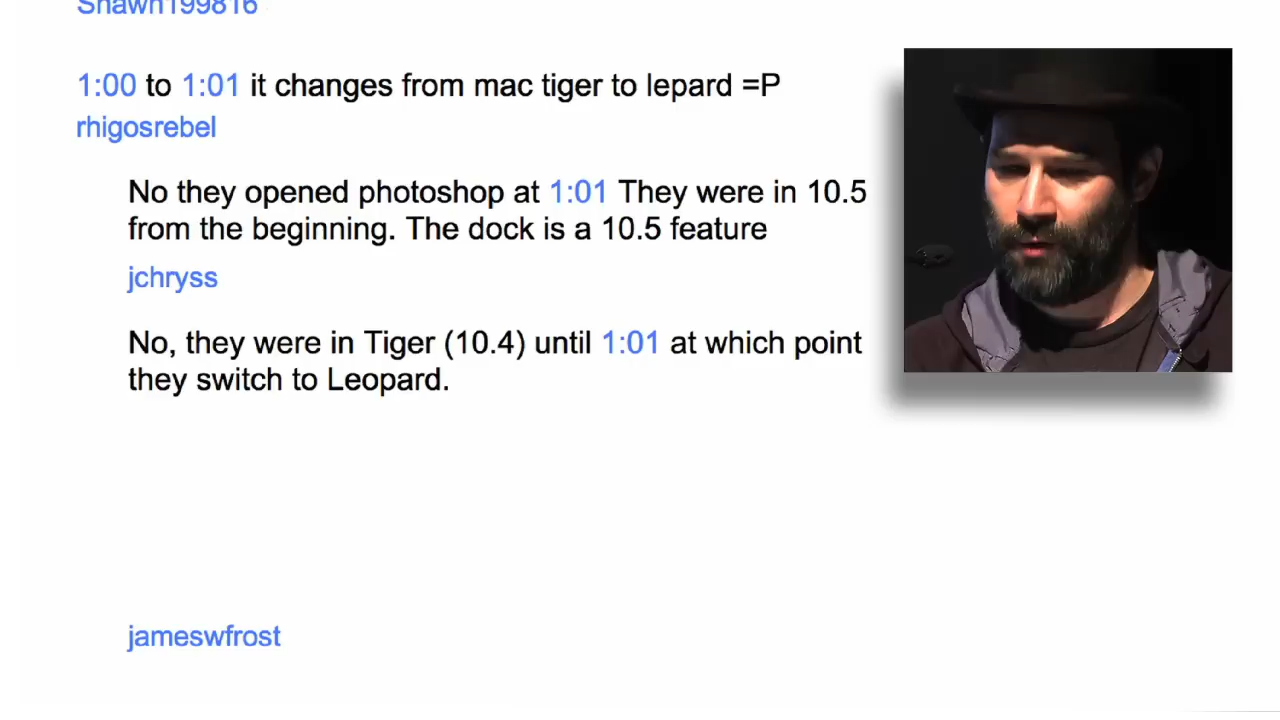 Shawn199816
1:00 to 1:01 it changes from mac tiger to lepard =P
rhigosrebel
No they opened photoshop at 1:01 They were in 10.5
from the beginning. The dock is a 10.5 feature
jchryss
No, they were in Tiger (10.4) until 1:01 at which point
they switch to Leopard.
jameswfrost